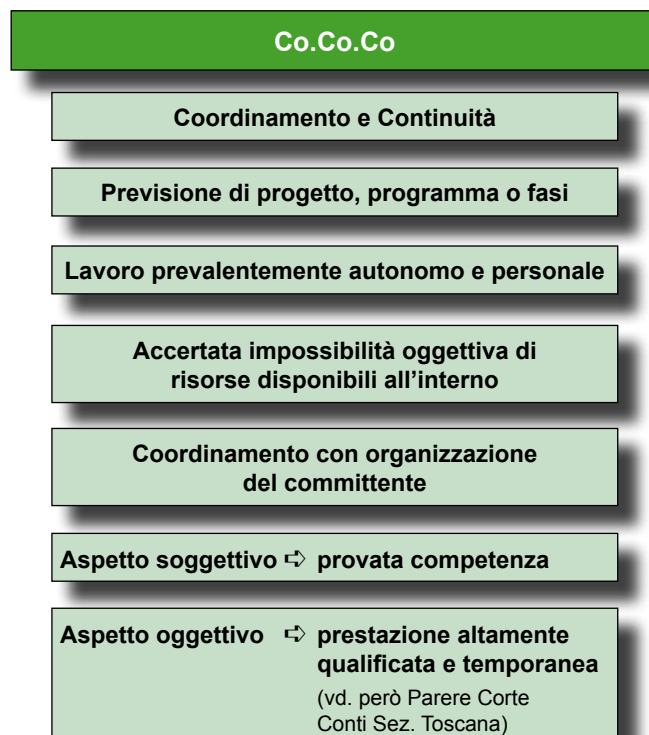 Co.Co.Co
Coordinamento e Continuità
Previsione di progetto, programma o fasi
Lavoro prevalentemente autonomo e personale
Accertata impossibilità oggettiva di
risorse disponibili all’interno
Coordinamento con organizzazione
del committente
Aspetto soggettivo ➪ provata competenza
Aspetto oggettivo ➪ prestazione altamente
qualificata e temporanea
(vd. però Parere Corte
Conti Sez. Toscana)